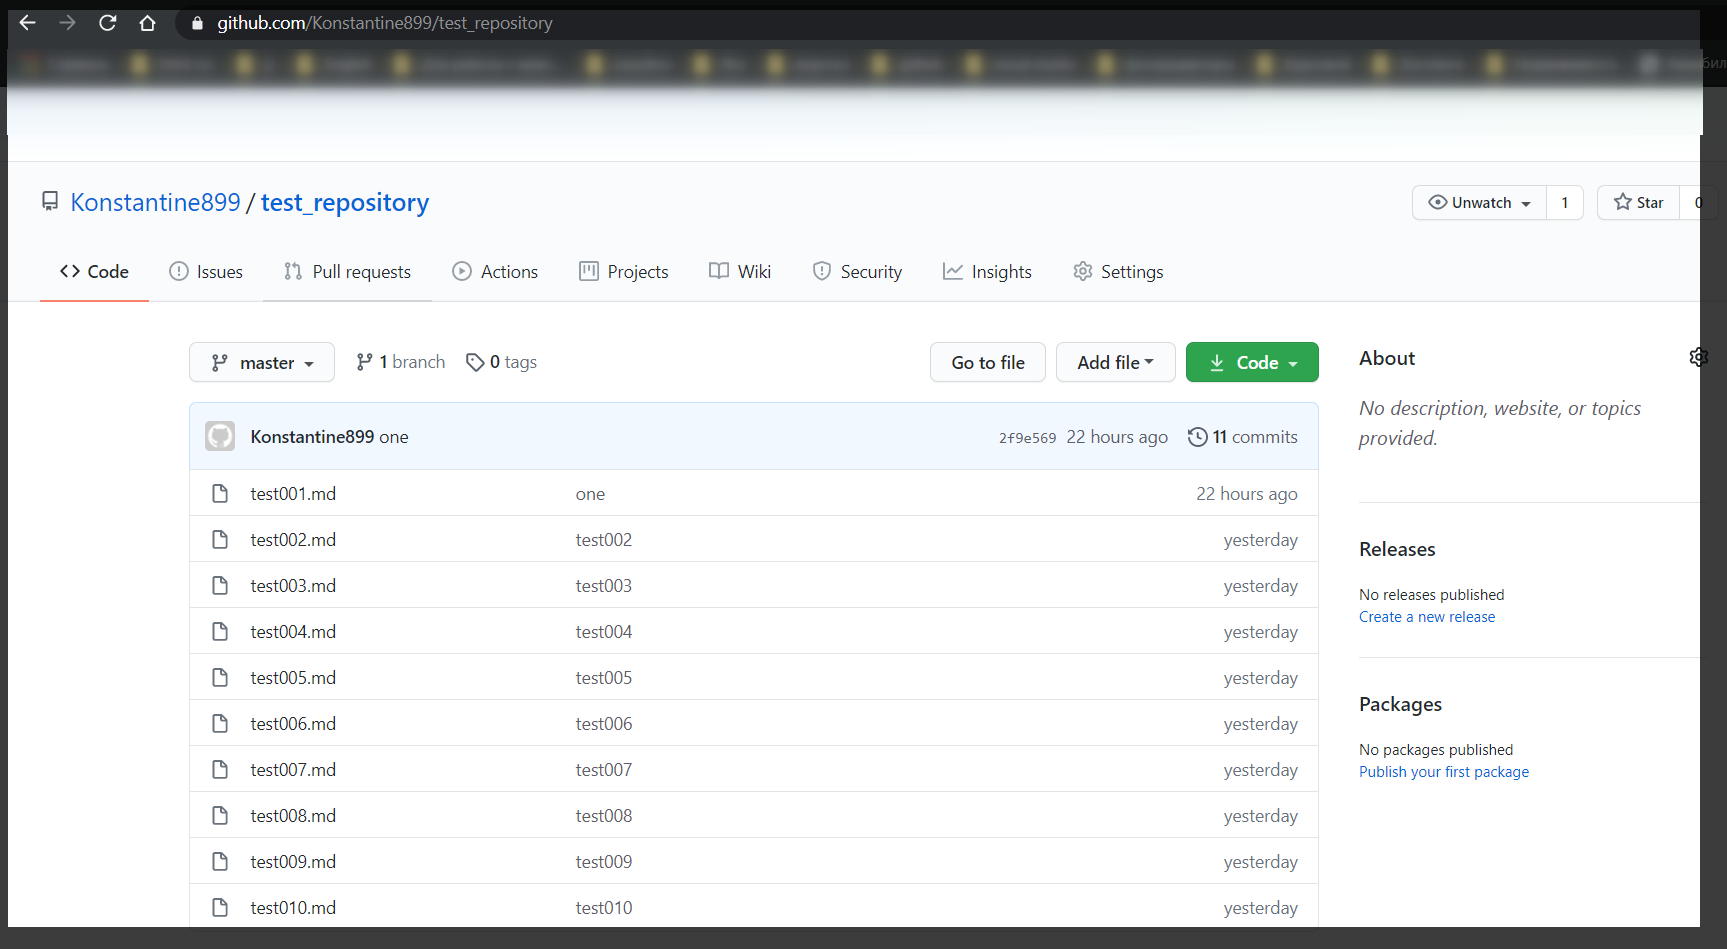 github.com/Konstantine899/test_repository
Konstantine899 / test_repository
Unwatch 1 Star 0
Code Issues Pull requests Actions Projects Wiki Security Insights Settings
master 1 branch 0 tags Go to file Add file Code
Konstantine899 one 2f9e569 22 hours ago 11 commits
test001.md one 22 hours ago
test002.md test002 yesterday
test003.md test003 yesterday
test004.md test004 yesterday
test005.md test005 yesterday
test006.md test006 yesterday
test007.md test007 yesterday
test008.md test008 yesterday
test009.md test009 yesterday
test010.md test010 yesterday
About
No description, website, or topics
provided.
Releases
No releases published
Create a new release
Packages
No packages published
Publish your first package